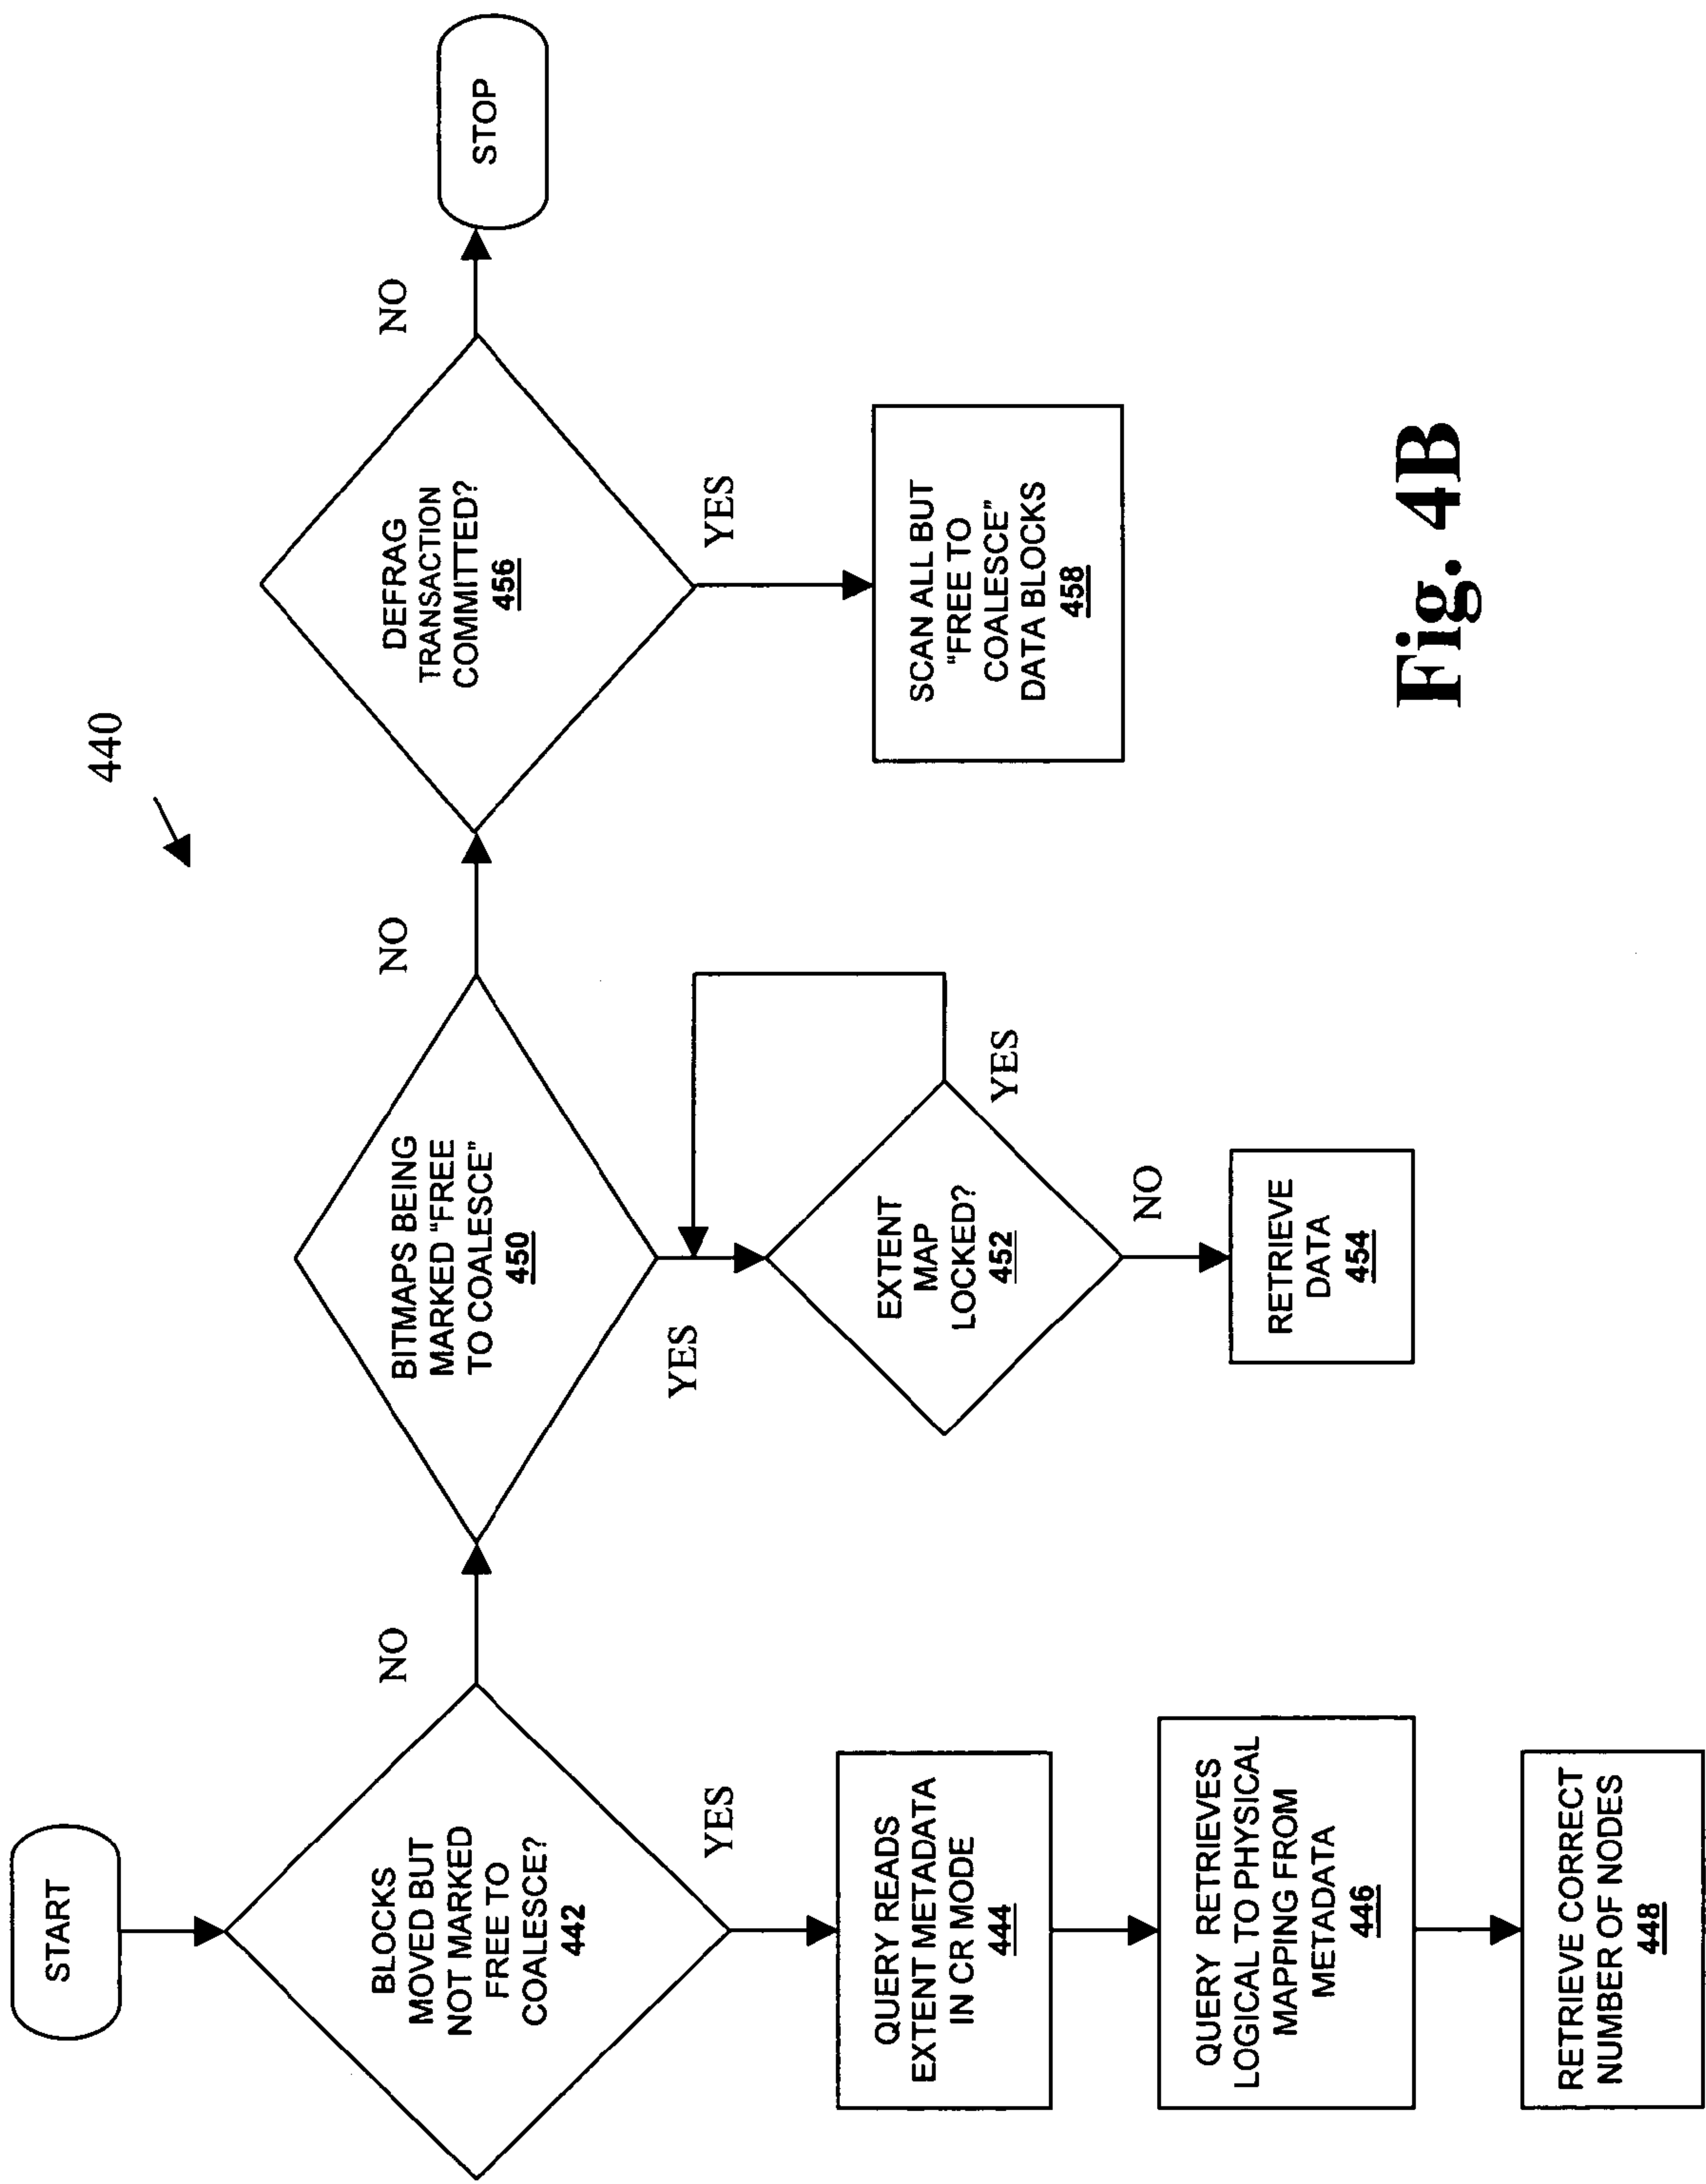 440
START
BLOCKS
MOVED BUT
NOT MARKED
FREE TO
COALESCE?
442
NO
YES
QUERY READS
EXTENT METADATA
IN CR MODE
444
QUERY RETRIEVES
LOGICAL TO PHYSICAL
MAPPING FROM
METADATA
446
RETRIEVE CORRECT
NUMBER OF NODES
448
BITMAPS BEING
MARKED "FREE
TO COALESCE"
450
NO
YES
EXTENT
MAP
LOCKED?
452
YES
NO
RETRIEVE
DATA
454
DEFRAG
TRANSACTION
COMMITTED?
456
NO
YES
SCAN ALL BUT
"FREE TO
COALESCE"
DATA BLOCKS
458
STOP
Fig. 4B